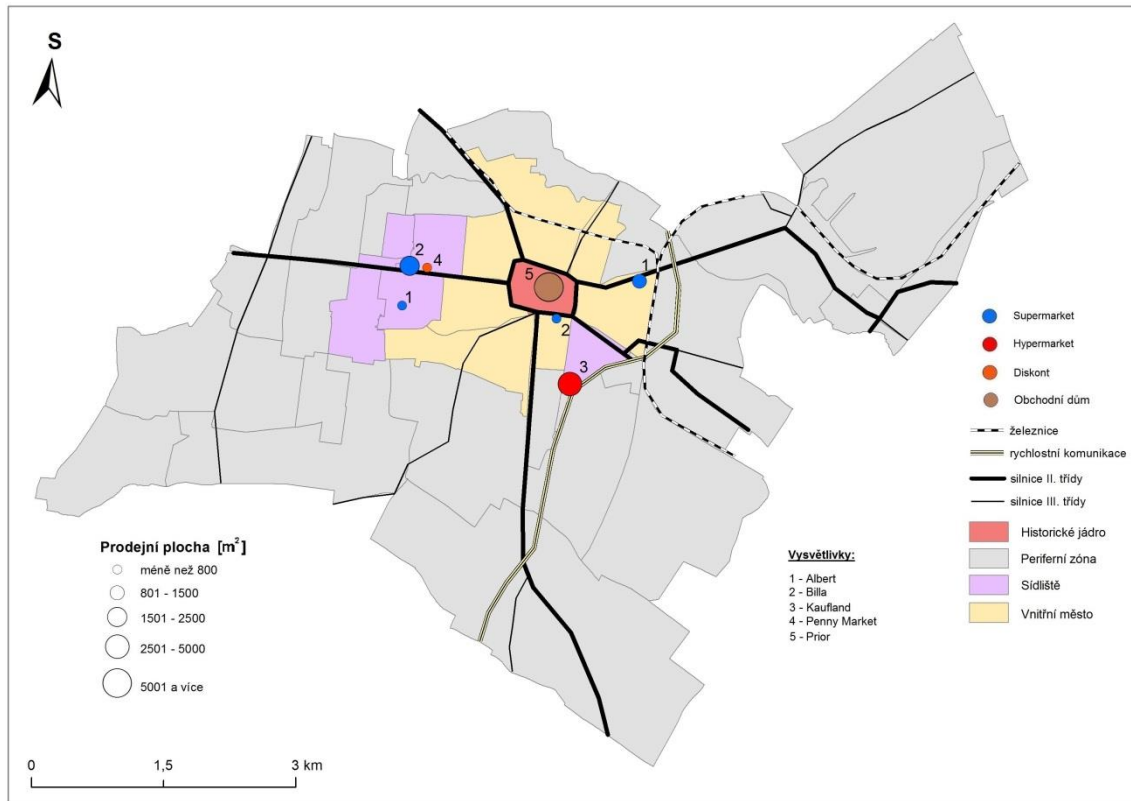 S
2
4
1
5
1
2
3
Supermarket
Hypermarket
Diskont
Obchodní dům
železnice
rychlostní komunikace
silnice II. třídy
silnice III. třídy
Historické jádro
Periferní zóna
Sídliště
Vnitřní město
Prodejní plocha [m²]
méně než 800
801 - 1500
1501 - 2500
2501 - 5000
5001 a více
Vysvětlivky:
1 - Albert
2 - Billa
3 - Kaufland
4 - Penny Market
5 - Prior
0 1,5 3 km